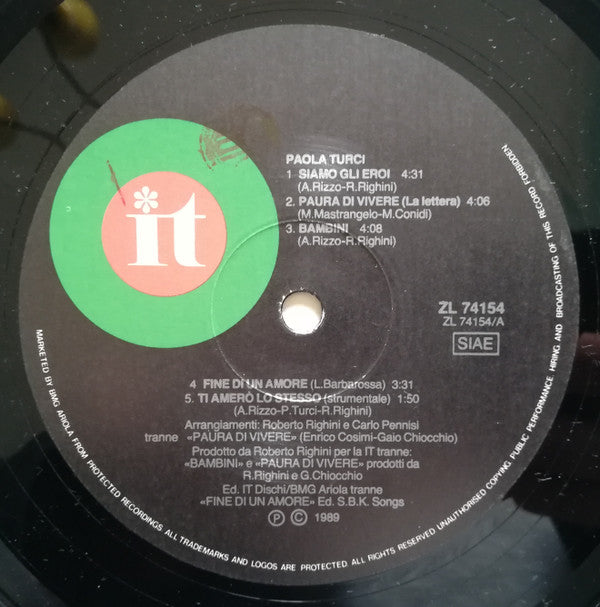 it
PAOLA TURCI
1 SIAMO GLI EROI 4:31
(A.Rizzo-R.Righini)
2. PAURA DI VIVERE (La lettera) 4:06
(M.Mastrangelo-M.Conidi)
3. BAMBINI 4:08
(A.Rizzo-R.Righini)
ZL 74154
ZL 74154/A
SIAE
4 FINE DI UN AMORE (L.Barbarossa) 3:31
5. TI AMERÒ LO STESSO (strumentale) 1:50
(A.Rizzo-P.Turci-R.Righini)
Arrangiamenti: Roberto Righini e Carlo Pennisi
tranne «PAURA DI VIVERE» (Enrico Cosimi-Gaio Chiocchio)
Prodotto da Roberto Righini per la IT tranne:
«BAMBINI» e «PAURA DI VIVERE» prodotti da
R.Righini e G.Chiocchio
Ed. IT Dischi/BMG Ariola tranne
«FINE DI UN AMORE» Ed. S.B.K. Songs
Ⓟ © 1989
MARKETED BY BMG ARIOLA FROM PROTECTED RECORDINGS ALL TRADEMARKS AND LOGOS ARE PROTECTED. ALL RIGHTS RESERVED UNAUTHORISED COPYING PUBLIC PERFORMANCE HIRING AND BROADCASTING OF THIS RECORD FORBIDDEN